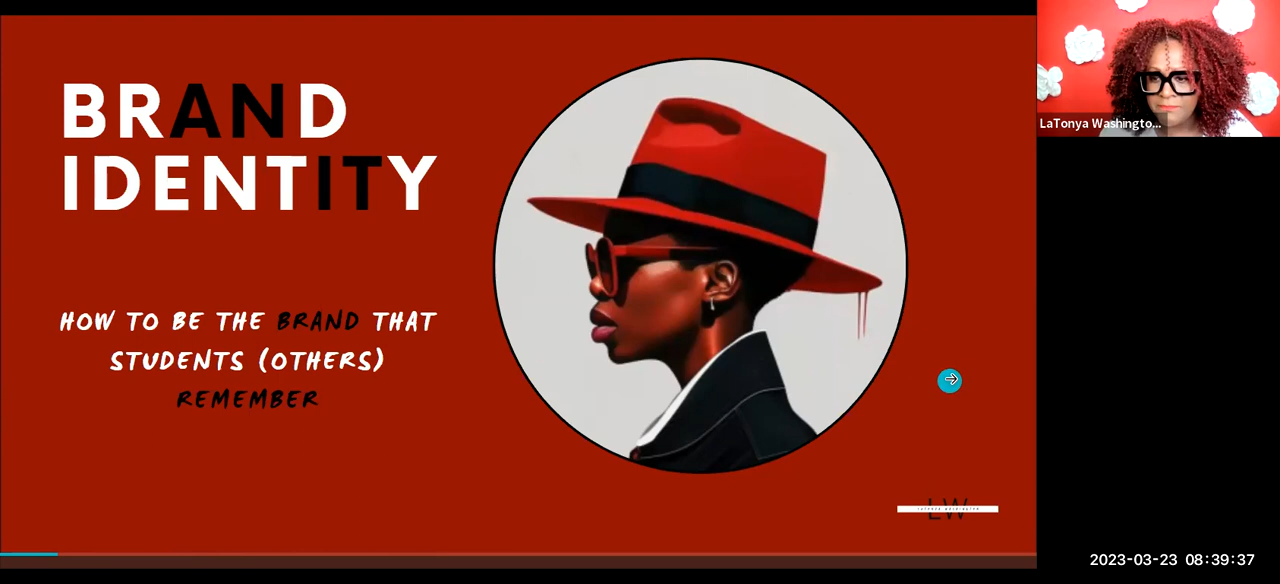 BRAND
IDENTITY
HOW TO BE THE BRAND THAT
STUDENTS (OTHERS)
REMEMBER
LaTonya Washingto...
LW
2023-03-23 08:39:37